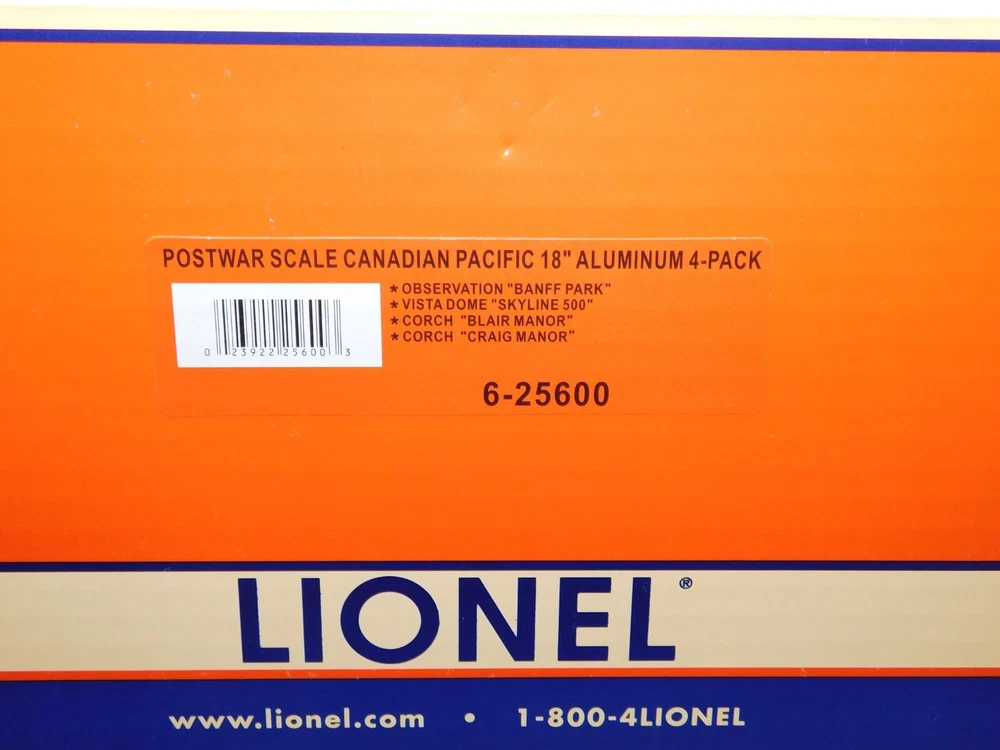 POSTWAR SCALE CANADIAN PACIFIC 18" ALUMINUM 4-PACK
* OBSERVATION "BANFF PARK"
* VISTA DOME "SKYLINE 500"
* CORCH "BLAIR MANOR"
* CORCH "CRAIG MANOR"
0 23922 25600 3
6-25600
LIONEL®
www.lionel.com • 1-800-4LIONEL